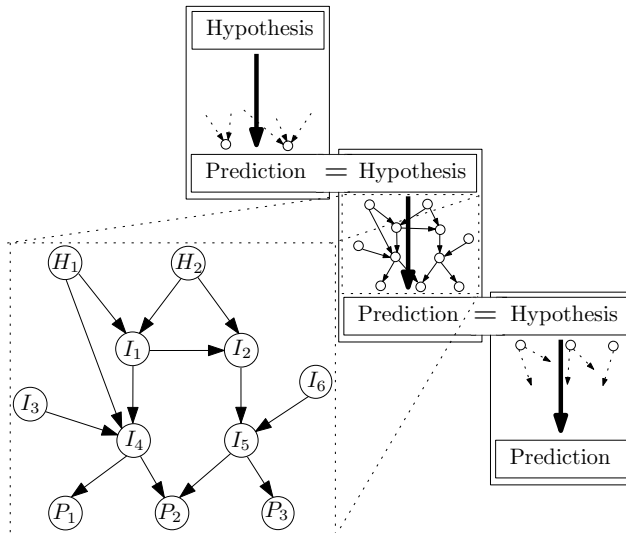 Hypothesis
Prediction = Hypothesis
Prediction = Hypothesis
Prediction
H₁ H₂
I₁ I₂
I₆
I₃
I₄ I₅
P₁ P₂ P₃